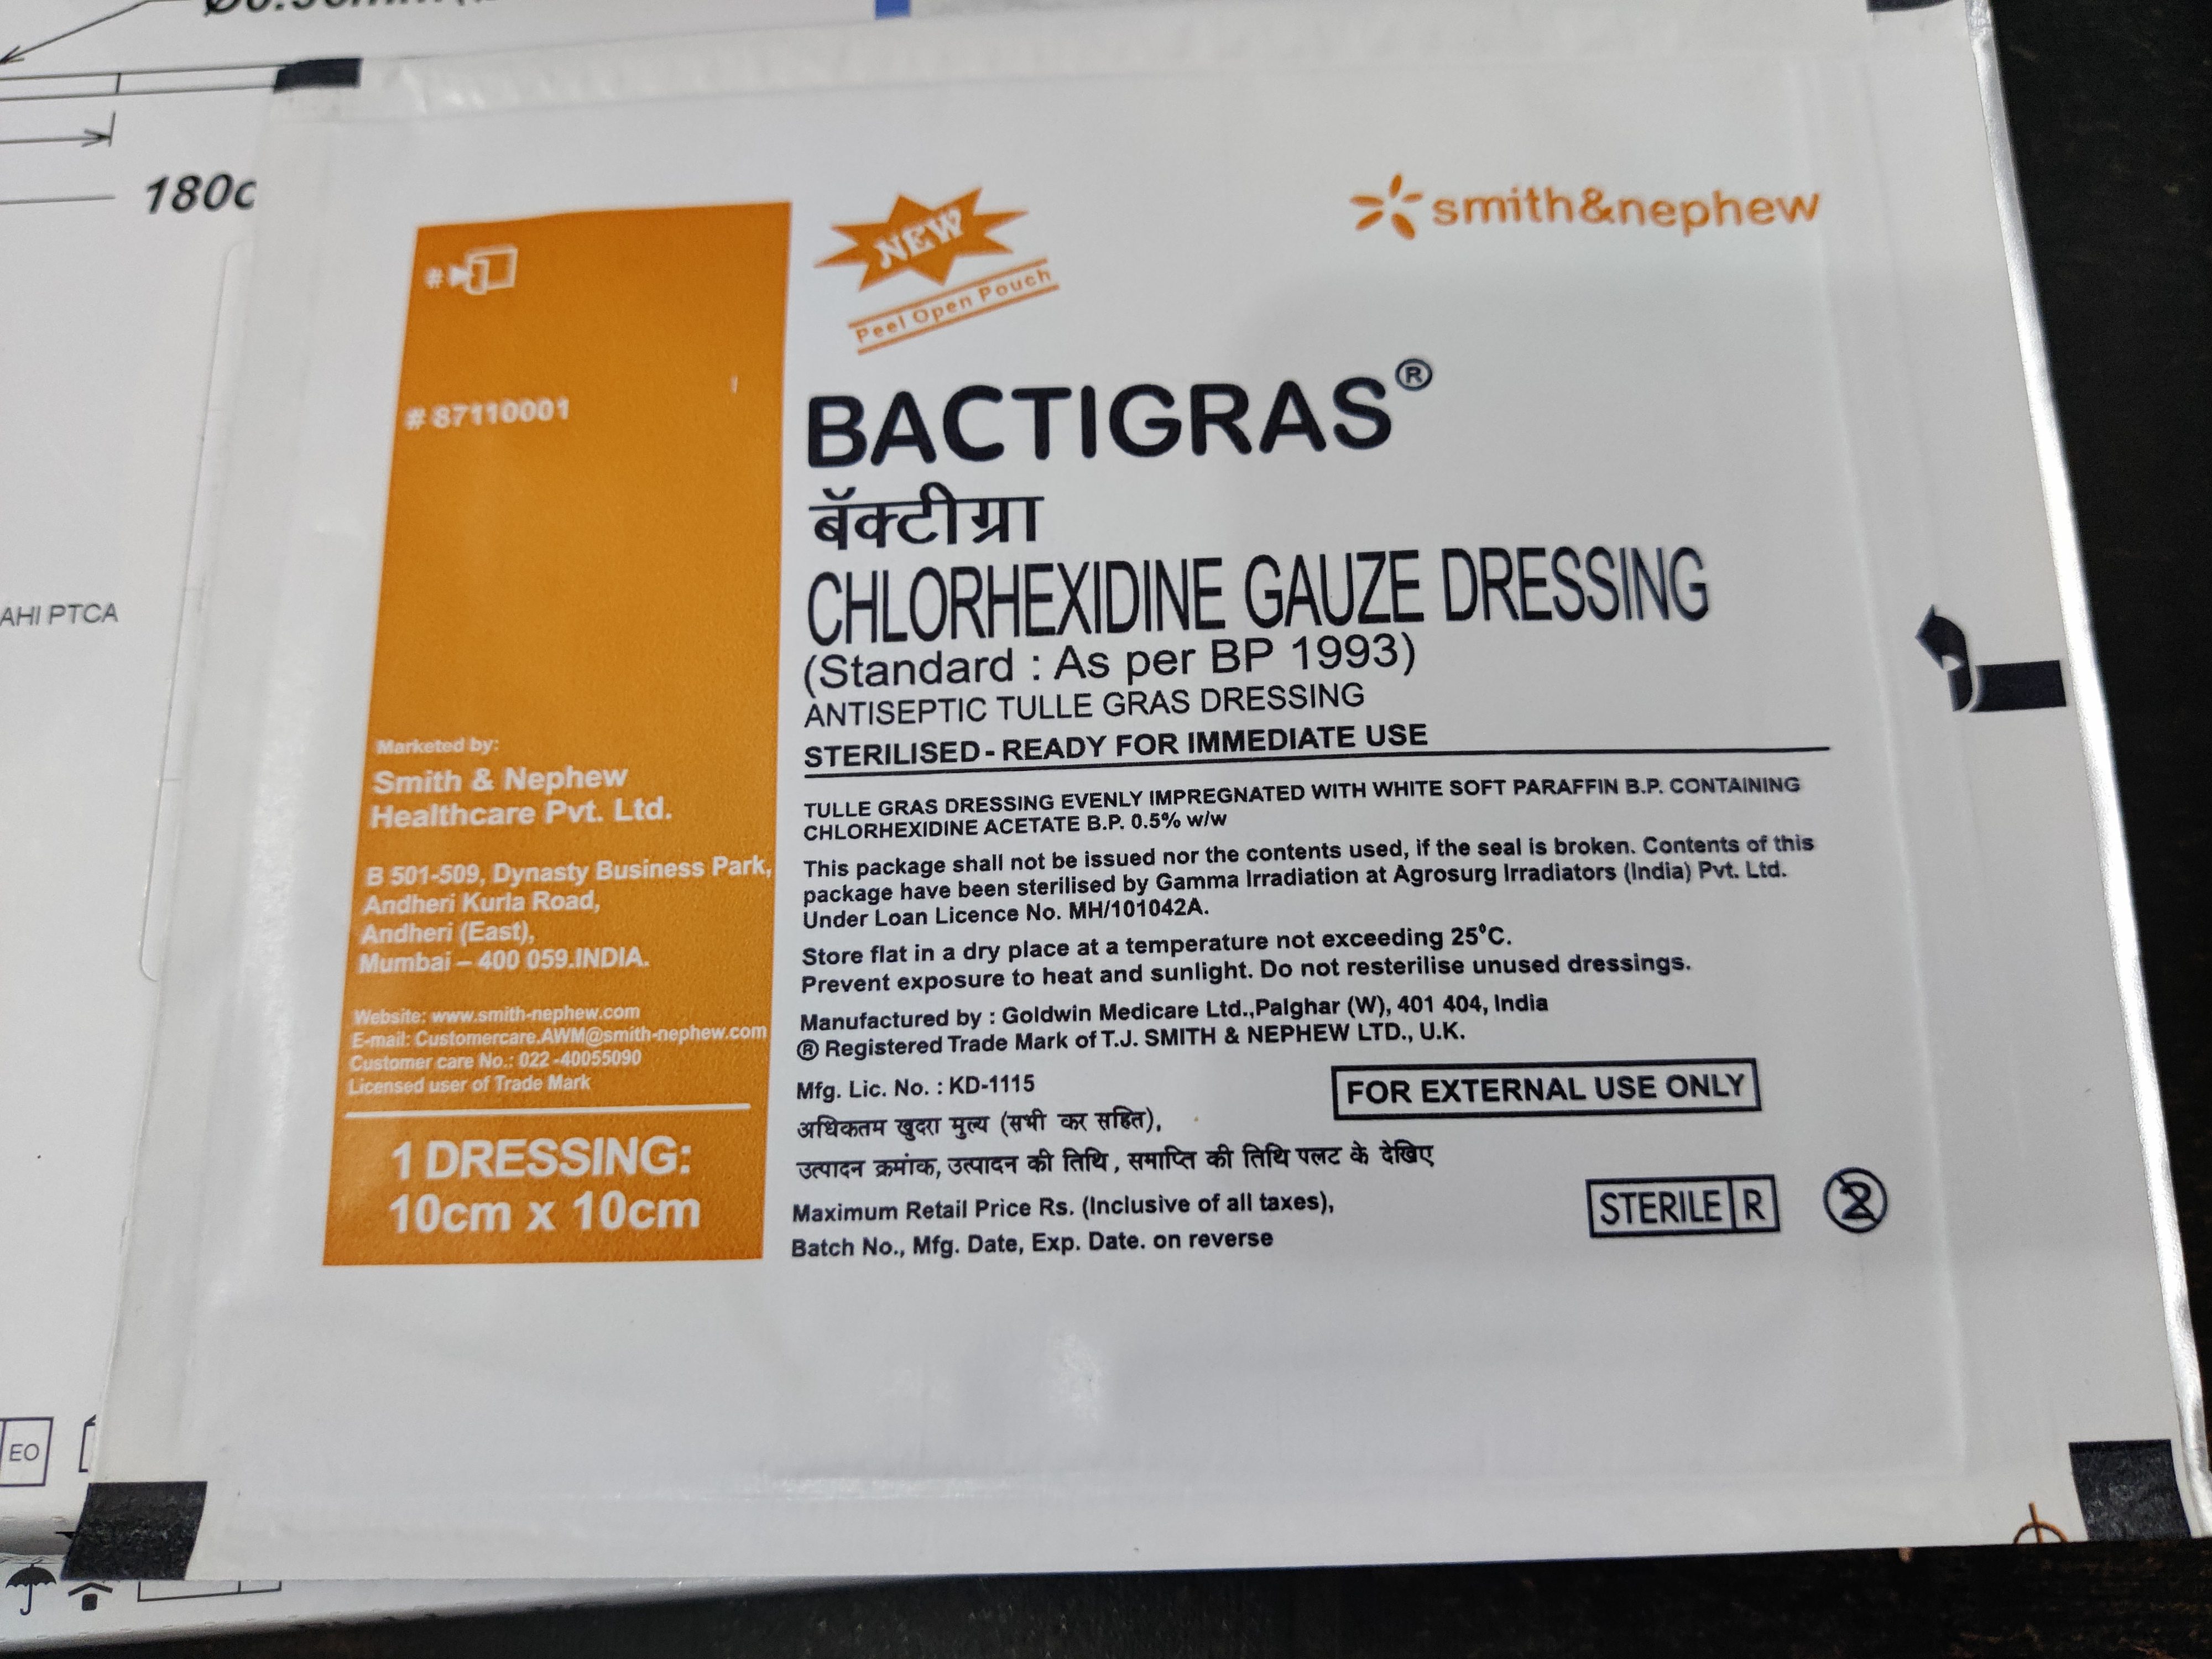 180c
AHI PTCA
EO
NEW
Peel Open Pouch
smith&nephew
#
# 87110001
BACTIGRAS®
बॅक्टीग्रा
CHLORHEXIDINE GAUZE DRESSING
(Standard : As per BP 1993)
ANTISEPTIC TULLE GRAS DRESSING
STERILISED - READY FOR IMMEDIATE USE
TULLE GRAS DRESSING EVENLY IMPREGNATED WITH WHITE SOFT PARAFFIN B.P. CONTAINING
CHLORHEXIDINE ACETATE B.P. 0.5% w/w
This package shall not be issued nor the contents used, if the seal is broken. Contents of this
package have been sterilised by Gamma Irradiation at Agrosurg Irradiators (India) Pvt. Ltd.
Under Loan Licence No. MH/101042A.
Store flat in a dry place at a temperature not exceeding 25°C.
Prevent exposure to heat and sunlight. Do not resterilise unused dressings.
Manufactured by : Goldwin Medicare Ltd.,Palghar (W), 401 404, India
® Registered Trade Mark of T.J. SMITH & NEPHEW LTD., U.K.
Mfg. Lic. No. : KD-1115
FOR EXTERNAL USE ONLY
अधिकतम खुदरा मुल्य (सभी कर सहित),
उत्पादन क्रमांक, उत्पादन की तिथि , समाप्ति की तिथि पलट के देखिए
Maximum Retail Price Rs. (Inclusive of all taxes),
Batch No., Mfg. Date, Exp. Date. on reverse
STERILE R
2
Marketed by:
Smith & Nephew
Healthcare Pvt. Ltd.
B 501-509, Dynasty Business Park,
Andheri Kurla Road,
Andheri (East),
Mumbai – 400 059.INDIA.
Website: www.smith-nephew.com
E-mail: Customercare.AWM@smith-nephew.com
Customer care No.: 022 -40055090
Licensed user of Trade Mark
1 DRESSING:
10cm x 10cm